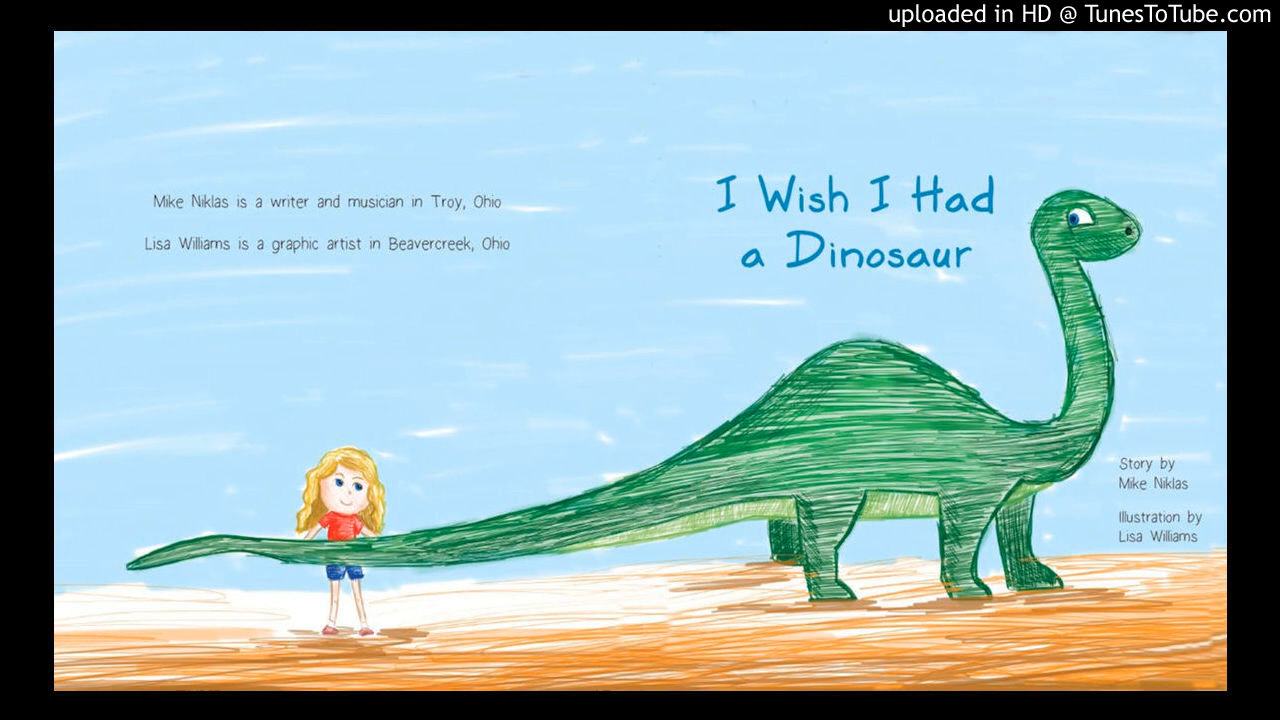 uploaded in HD @ TunesToTube.com
Mike Niklas is a writer and musician in Troy, Ohio
Lisa Williams is a graphic artist in Beavercreek, Ohio
I Wish I Had
a Dinosaur
Story by
Mike Niklas
Illustration by
Lisa Williams